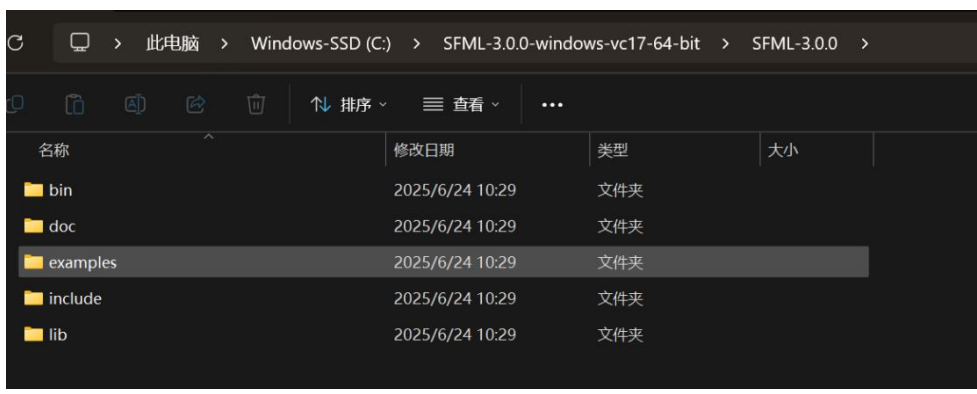 此电脑 > Windows-SSD (C:) > SFML-3.0.0-windows-vc17-64-bit > SFML-3.0.0 >
排序 查看 •••
名称 修改日期 类型 大小
bin 2025/6/24 10:29 文件夹
doc 2025/6/24 10:29 文件夹
examples 2025/6/24 10:29 文件夹
include 2025/6/24 10:29 文件夹
lib 2025/6/24 10:29 文件夹